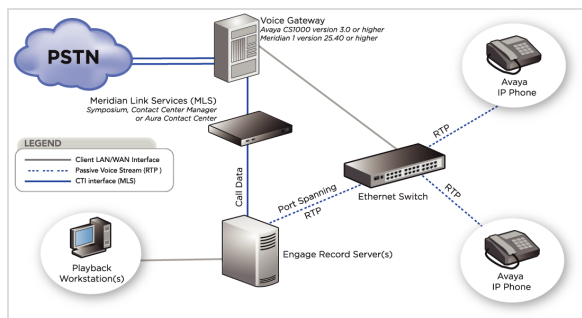 Voice Gateway
Avaya CS1000 version 3.0 or higher
Meridian 1 version 25.40 or higher
PSTN
Avaya
IP Phone
Meridian Link Services (MLS)
Symposium, Contact Center Manager
or Aura Contact Center
LEGEND
Client LAN/WAN Interface
Passive Voice Stream (RTP )
CTI interface (MLS)
RTP
Call Data
Port Spanning
RTP
Ethernet Switch
RTP
Engage Record Server(s)
Playback
Workstation(s)
Avaya
IP Phone